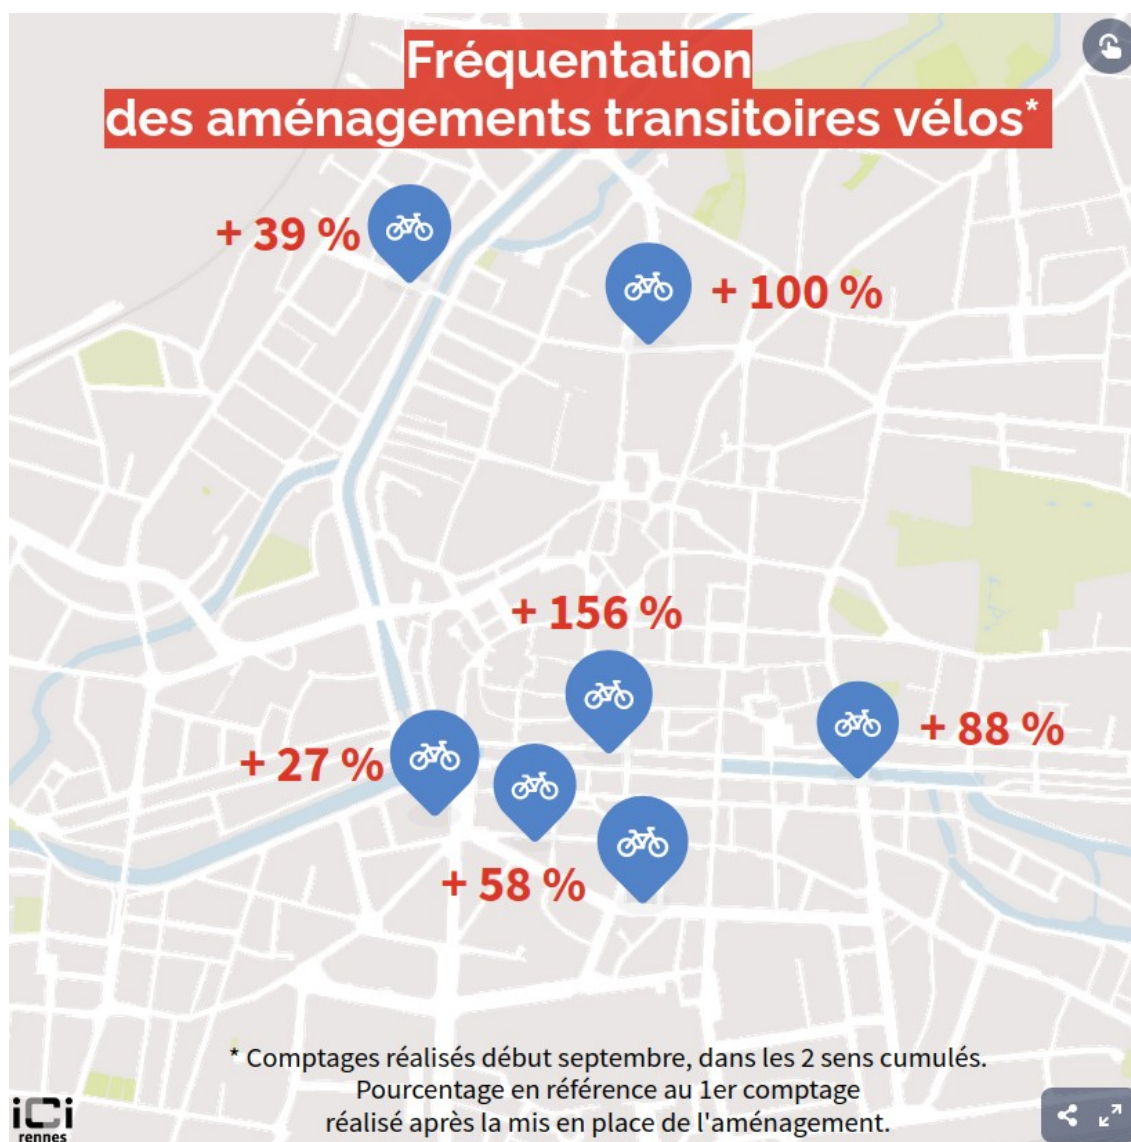 Fréquentation
des aménagements transitoires vélos*
+ 39 %
+ 100 %
+ 156 %
+ 88 %
+ 27 %
+ 58 %
* Comptages réalisés début septembre, dans les 2 sens cumulés.
Pourcentage en référence au 1er comptage
réalisé après la mis en place de l'aménagement.
iCi
rennes